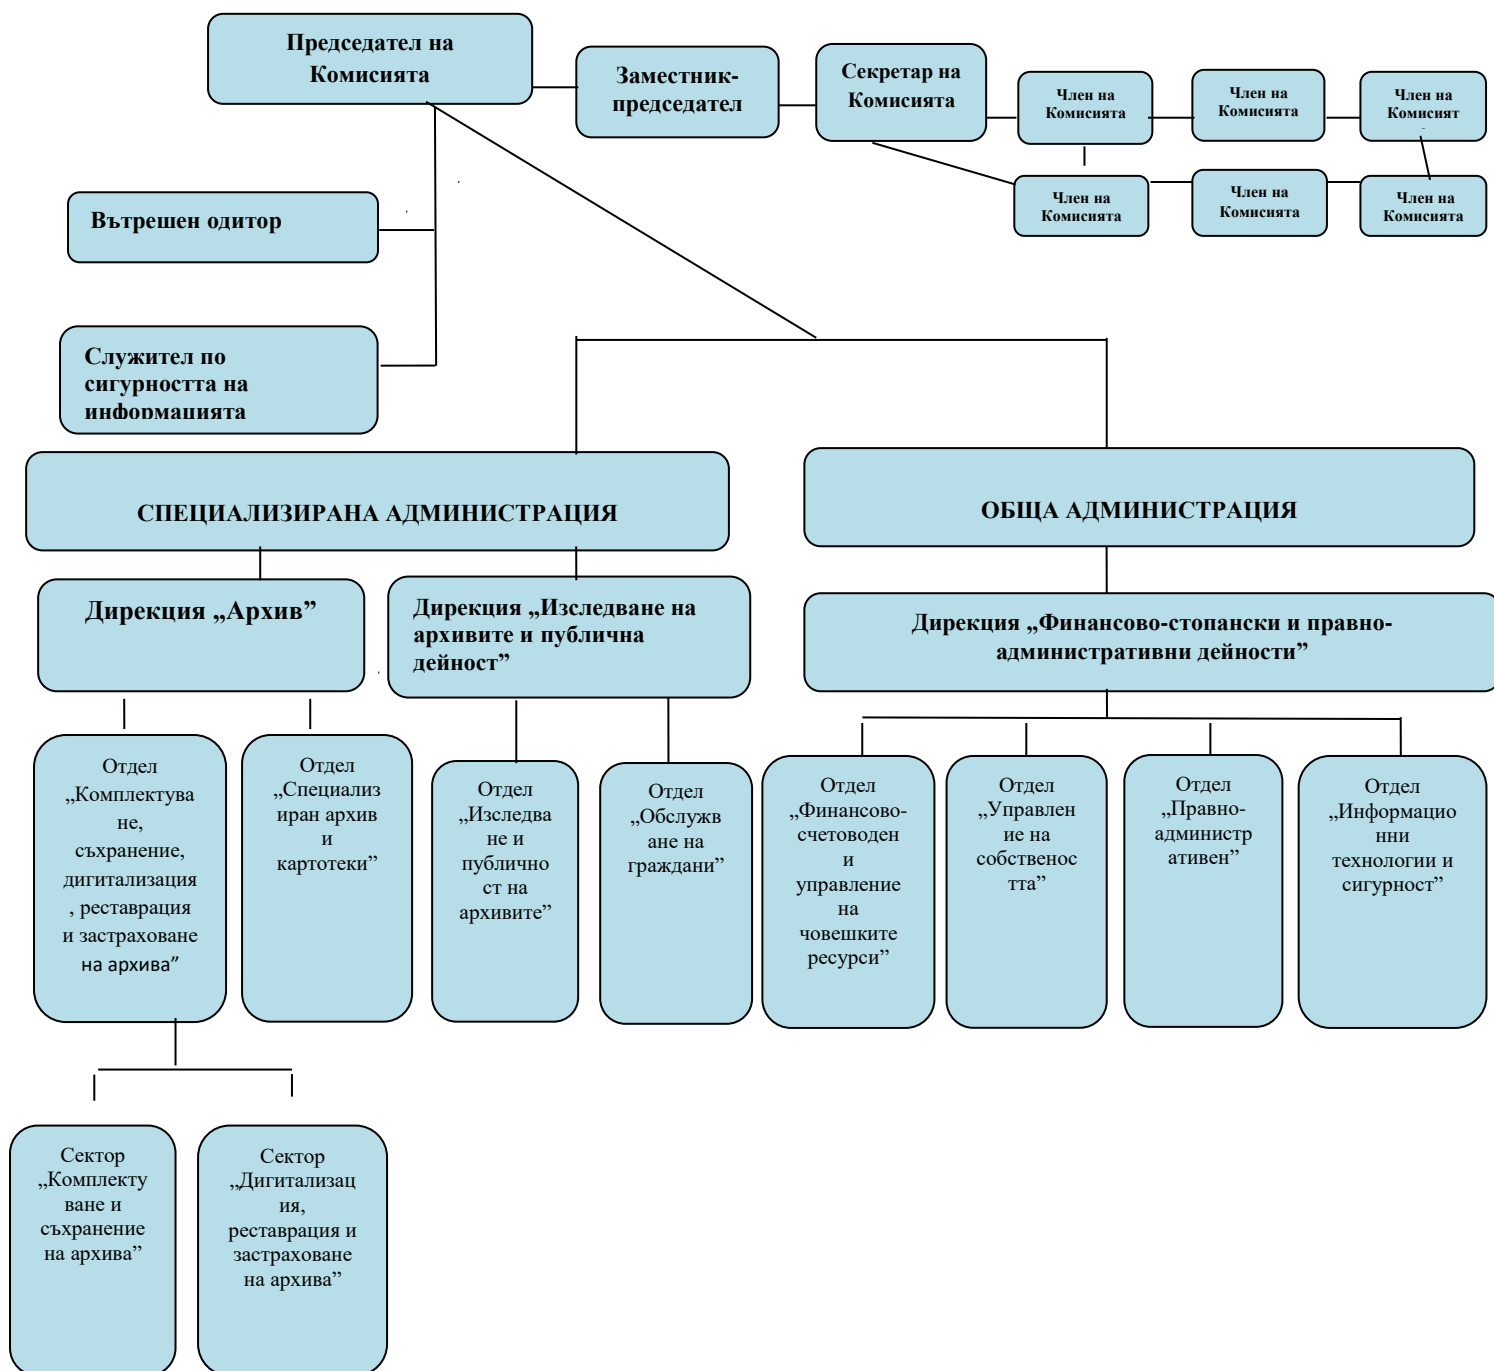 Председател на
Комисията
Заместник-
председател
Секретар на
Комисията
Член на
Комисията
Член на
Комисията
Член на
Комисият
Член на
Комисията
Член на
Комисията
Член на
Комисията
Вътрешен одитор
Служител по
сигурността на
информацията
СПЕЦИАЛИЗИРАНА АДМИНИСТРАЦИЯ
ОБЩА АДМИНИСТРАЦИЯ
Дирекция „Архив”
Дирекция „Изследване на
архивите и публична
дейност”
Дирекция „Финансово-стопански и правно-
административни дейности”
Отдел
„Комплектува
не,
съхранение,
дигитализация
, реставрация
и застраховане
на архива”
Отдел
„Специализ
иран архив
и
картотеки”
Отдел
„Изследва
не и
публично
ст на
архивите”
Отдел
„Обслужв
ане на
граждани”
Отдел
„Финансово-
счетоводен
и
управление
на
човешките
ресурси”
Отдел
„Управлен
ие на
собственос
тта”
Отдел
„Правно-
администр
ативен”
Отдел
„Информацио
нни
технологии и
сигурност”
Сектор
„Комплекту
ване и
съхранение
на архива”
Сектор
„Дигитализац
ия,
реставрация и
застраховане
на архива”